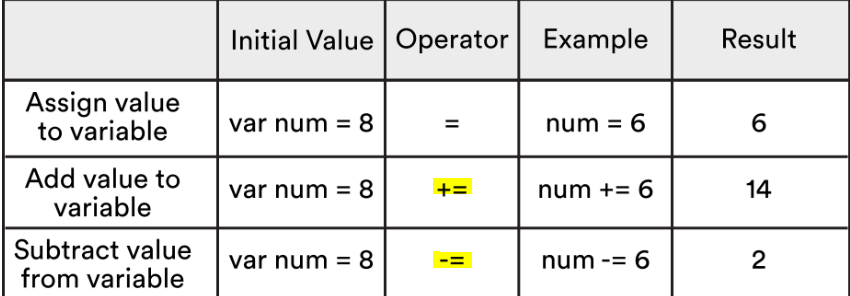 Initial Value Operator Example Result
Assign value
to variable
var num = 8 = num = 6 6
Add value to
variable
var num = 8 += num += 6 14
Subtract value
from variable
var num = 8 -= num -= 6 2